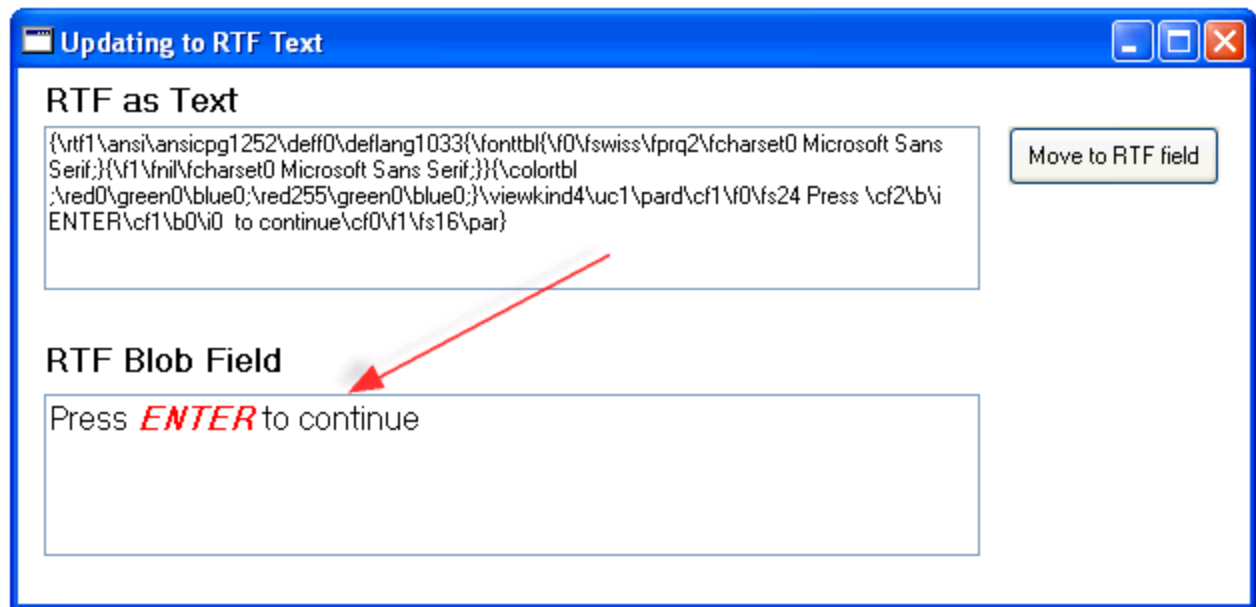 Updating to RTF Text
RTF as Text
{\rtf1\ansi\ansicpg1252\deff0\deflang1033{\fonttbl{\f0\fswiss\fprq2\fcharset0 Microsoft Sans
Serif;}{\f1\fnil\fcharset0 Microsoft Sans Serif;}}{\colortbl
;\red0\green0\blue0;\red255\green0\blue0;}\viewkind4\uc1\pard\cf1\f0\fs24 Press \cf2\b\i
ENTER\cf1\b0\i0  to continue\cf0\f1\fs16\par}
Move to RTF field
RTF Blob Field
Press ENTER to continue